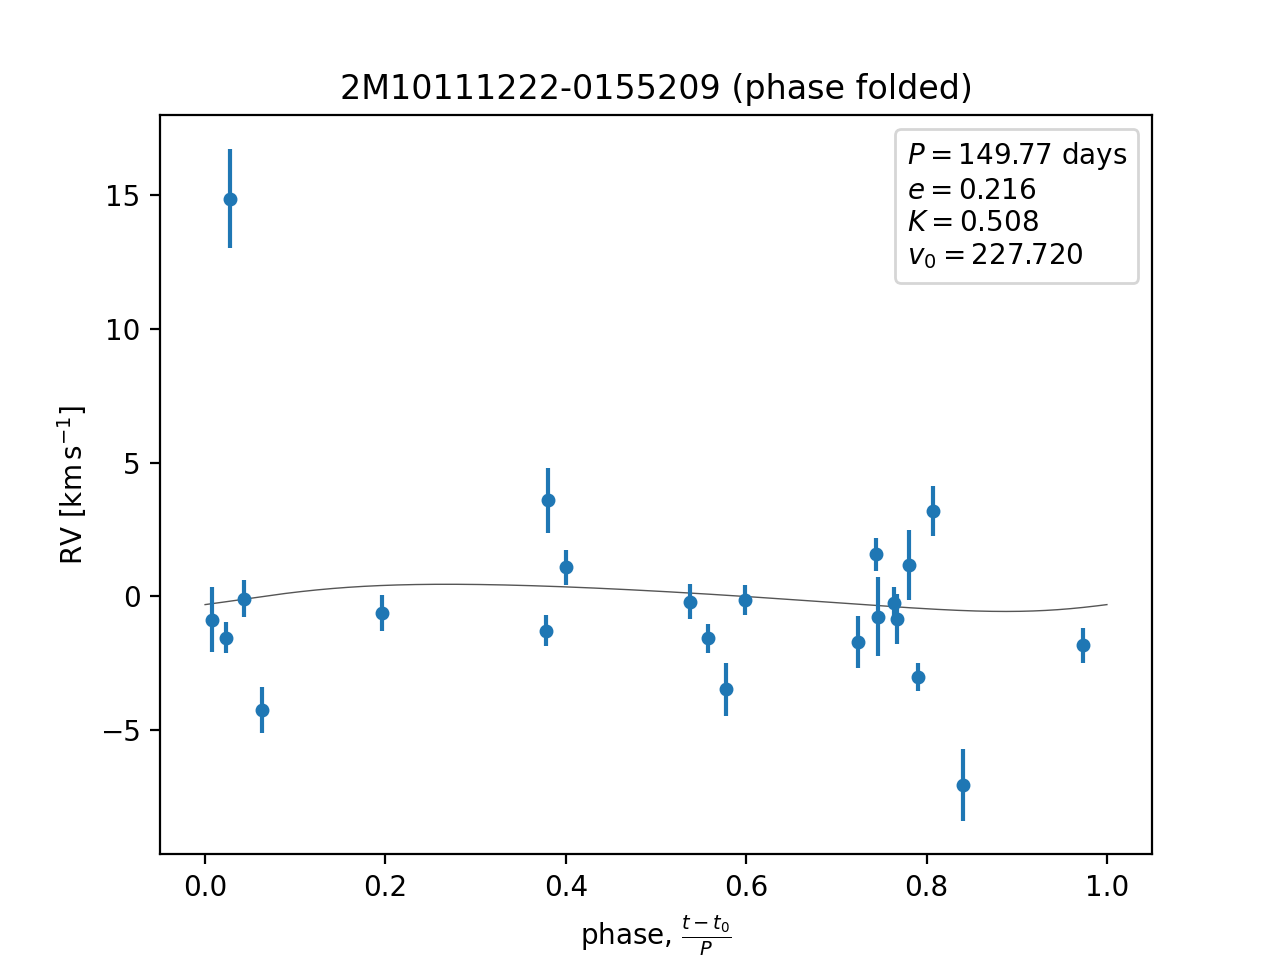 2M10111222-0155209 (phase folded)
P = 149.77 days
e = 0.216
K = 0.508
v₀ = 227.720
15
10
5
0
−5
RV [km s⁻¹]
0.0 0.2 0.4 0.6 0.8 1.0
phase, (t − t₀)/P